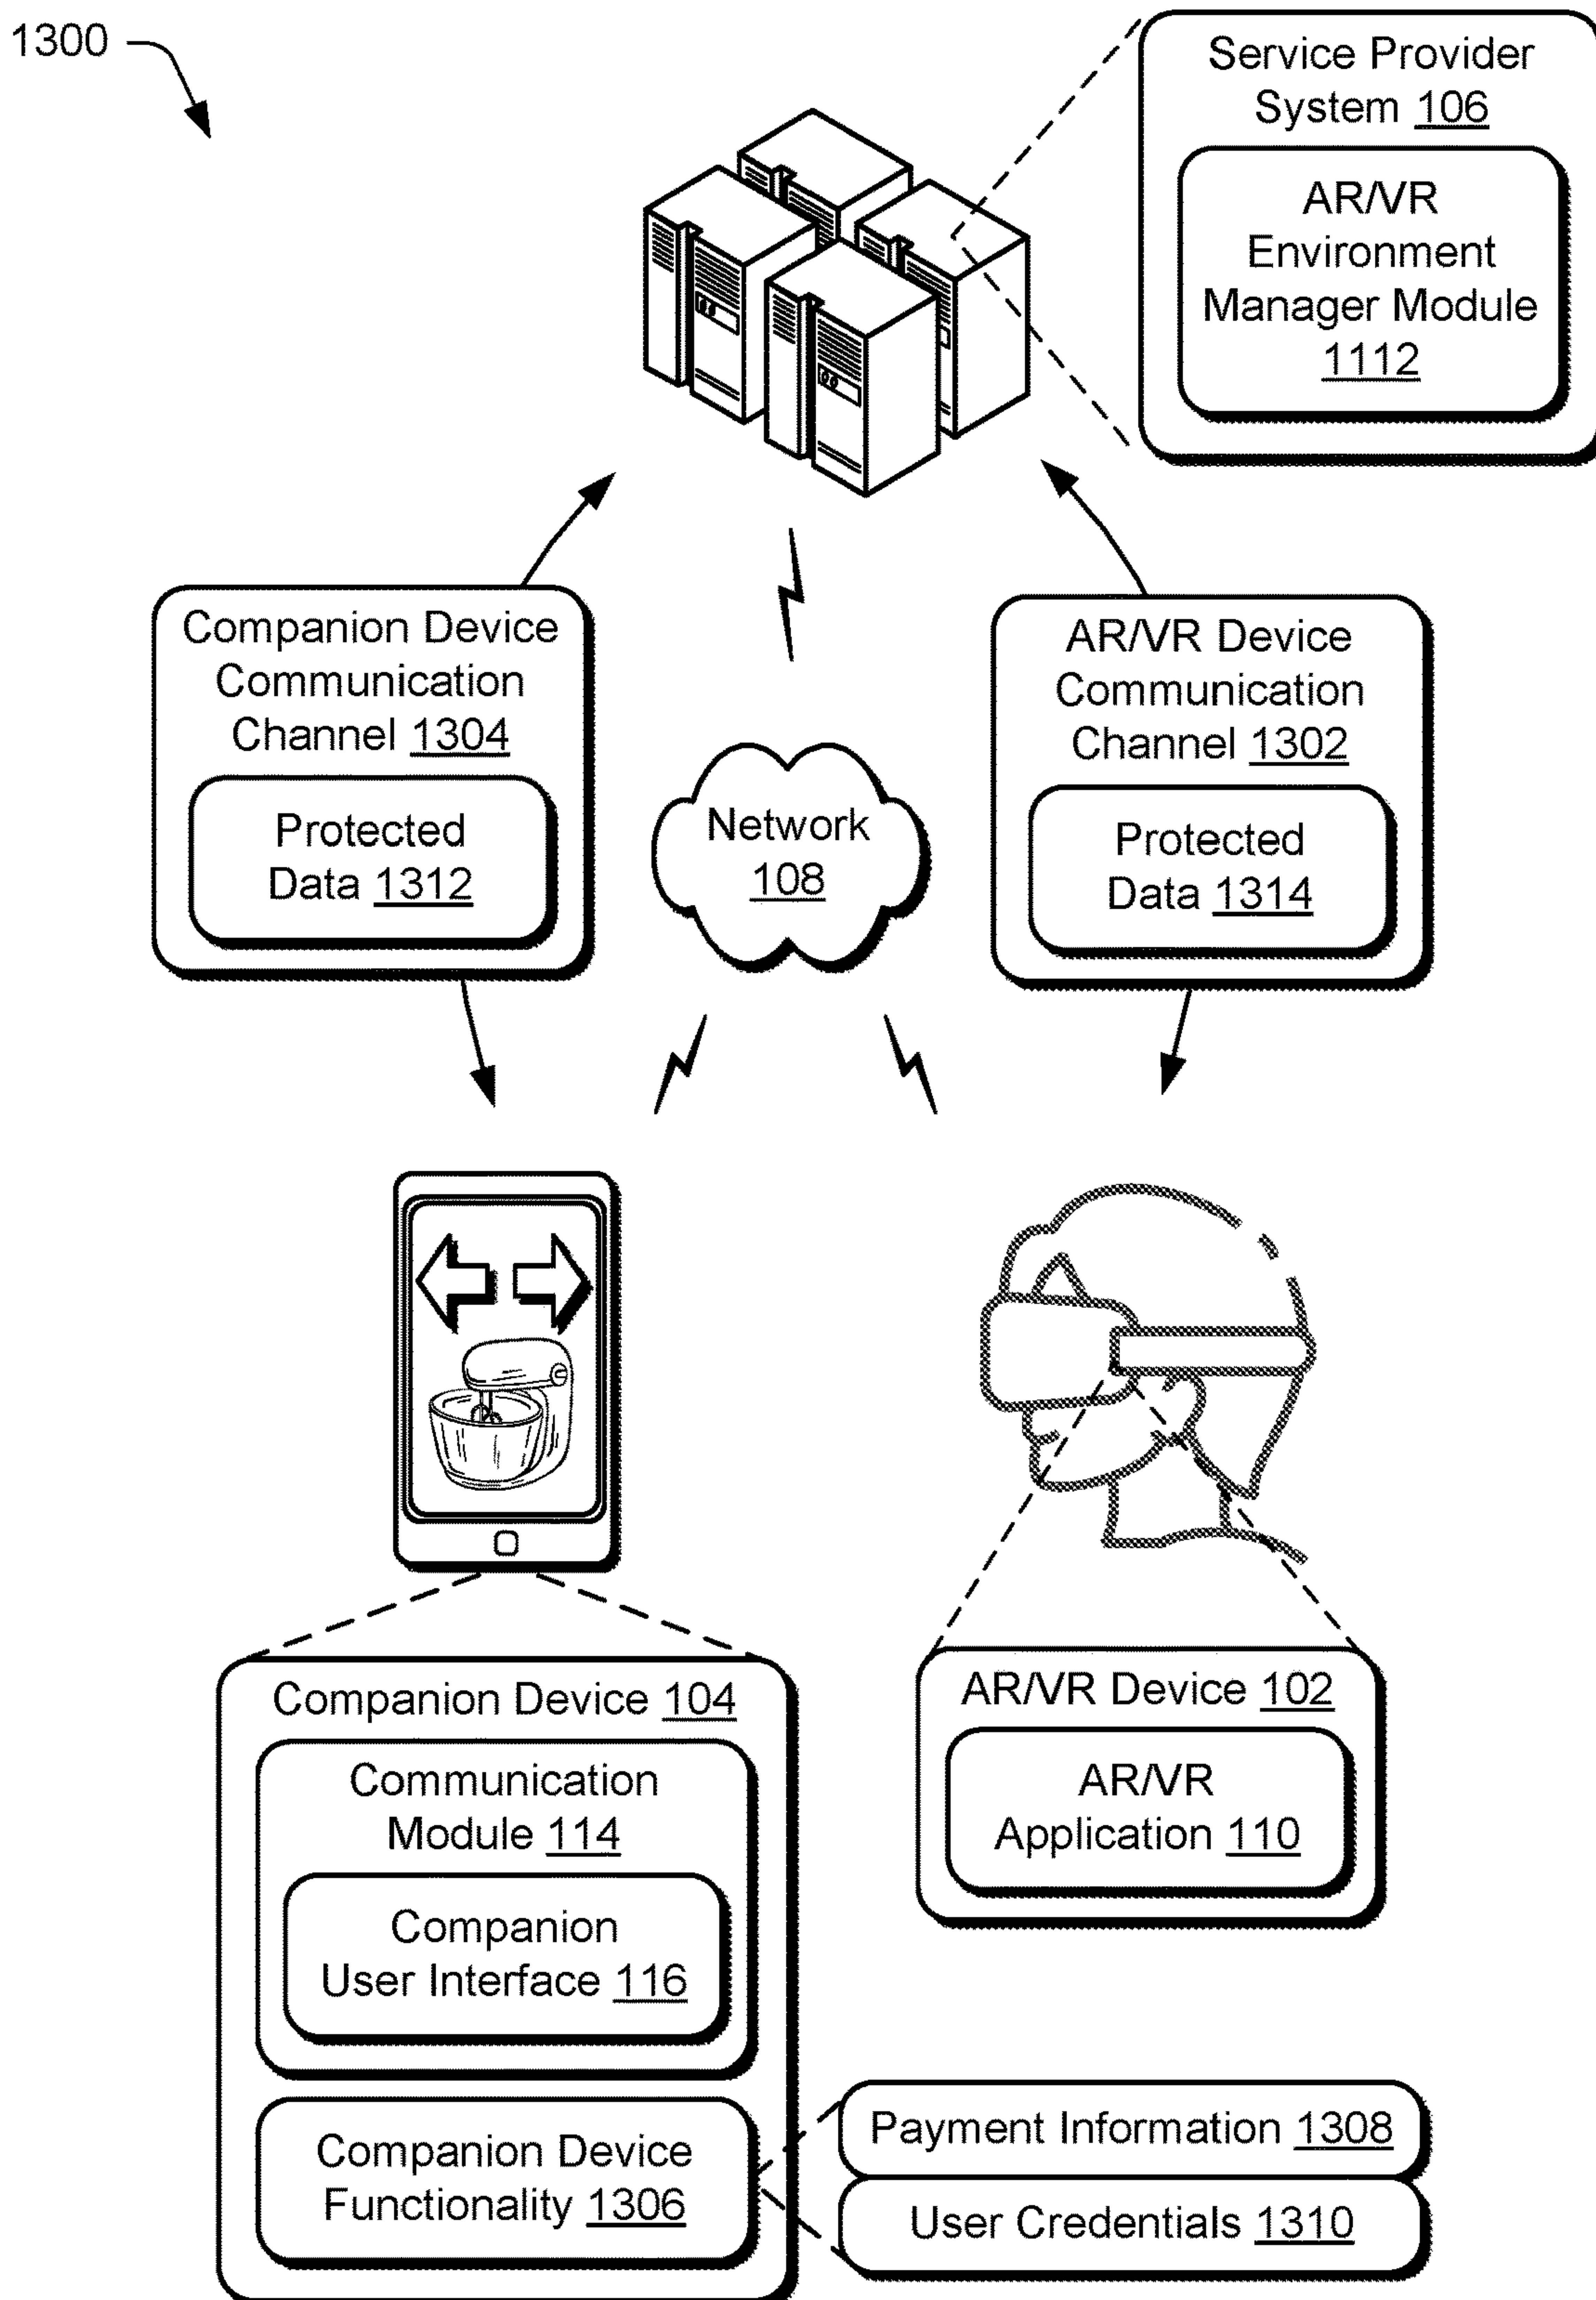 1300
Service Provider
System 106
AR/VR
Environment
Manager Module
1112
Companion Device
Communication
Channel 1304
Protected
Data 1312
Network
108
AR/VR Device
Communication
Channel 1302
Protected
Data 1314
Companion Device 104
Communication
Module 114
Companion
User Interface 116
Companion Device
Functionality 1306
AR/VR Device 102
AR/VR
Application 110
Payment Information 1308
User Credentials 1310